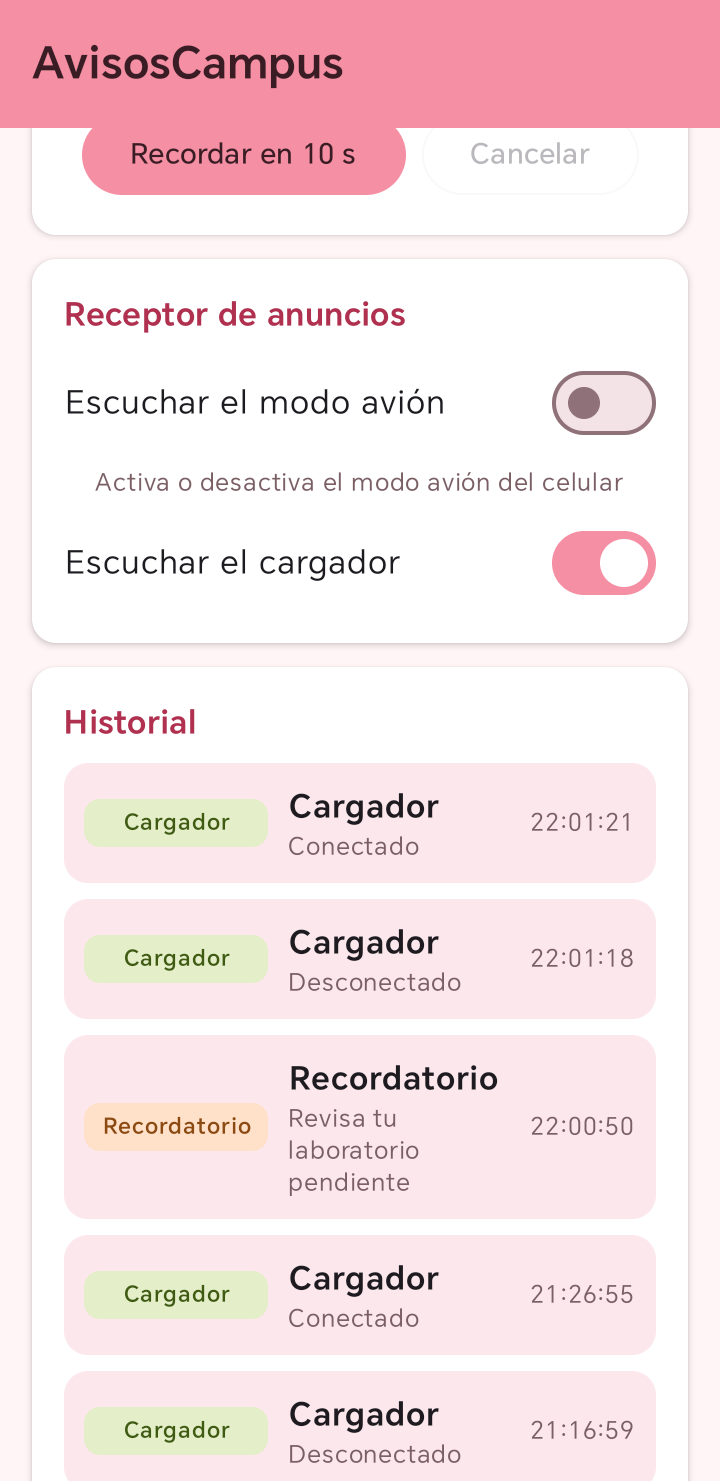 AvisosCampus
Recordar en 10 s
Cancelar
Receptor de anuncios
Escuchar el modo avión
Activa o desactiva el modo avión del celular
Escuchar el cargador
Historial
Cargador
Cargador
Conectado
22:01:21
Cargador
Cargador
Desconectado
22:01:18
Recordatorio
Recordatorio
Revisa tu
laboratorio
pendiente
22:00:50
Cargador
Cargador
Conectado
21:26:55
Cargador
Cargador
Desconectado
21:16:59